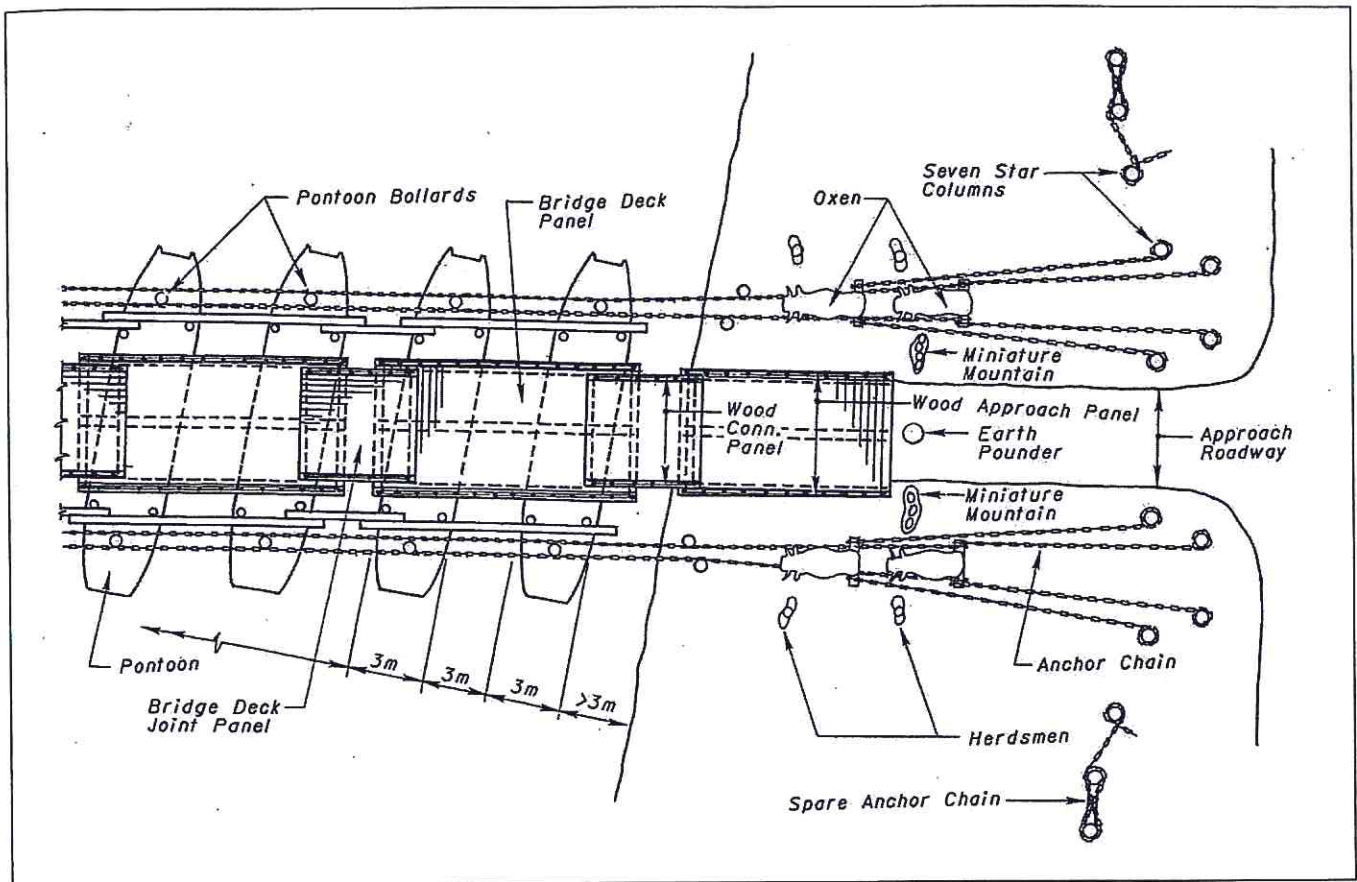 Seven Star
Columns
Pontoon Bollards
Bridge Deck
Panel
Oxen
Miniature
Mountain
Wood
Conn.
Panel
Wood Approach Panel
Earth
Pounder
Approach
Roadway
Miniature
Mountain
Pontoon
3m
3m
3m
>3m
Anchor Chain
Bridge Deck
Joint Panel
Herdsmen
Spare Anchor Chain